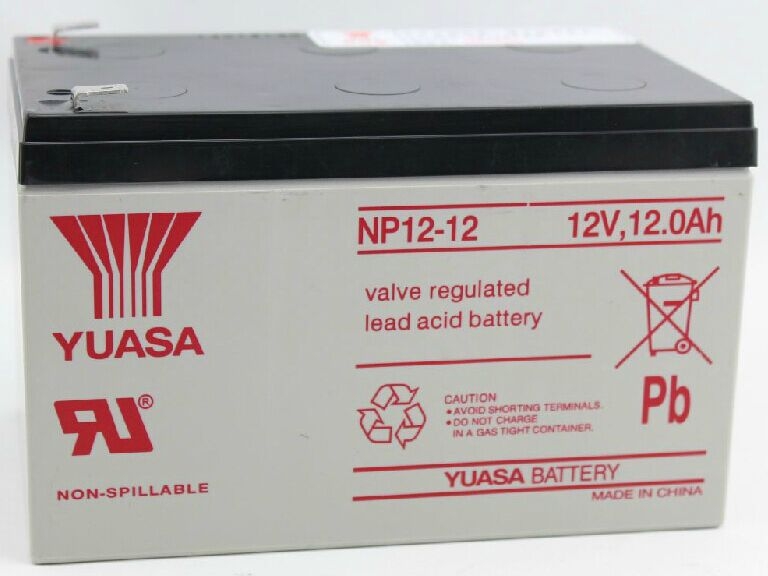 NP12-12 12V,12.0Ah
valve regulated
lead acid battery
YUASA
Pb
CAUTION
• AVOID SHORTING TERMINALS.
• DO NOT CHARGE
IN A GAS TIGHT CONTAINER.
RU®
NON-SPILLABLE
YUASA BATTERY
MADE IN CHINA